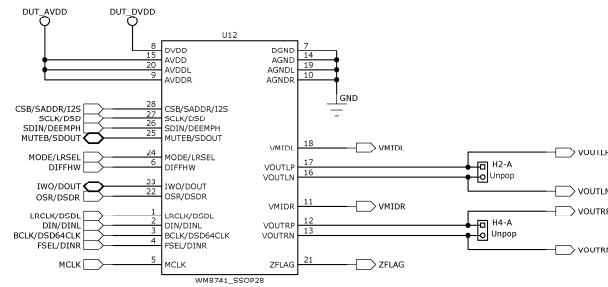 DUT_AVDD DUT_DVDD
U12
8 DVDD DGND 7
15 AVDD AGND 14
20 AVDDL AGNDL 19
9 AVDDR AGNDR 10
GND
CSB/SADDR/I2S 28 CSB/SADDR/I2S
SCLK/DSD 27 SCLK/DSD
SDIN/DEEMPH 26 SDIN/DEEMPH
MUTEB/SDOUT 25 MUTEB/SDOUT
VMIDL 18 VMIDL
MODE/LRSEL 24 MODE/LRSEL
DIFFHW 6 DIFFHW
VOUTLP 17 H2-A VOUTLP
VOUTLN 16 Unpop
IWO/DOUT 23 IWO/DOUT
OSR/DSDR 22 OSR/DSDR
VOUTLN
VMIDR 11 VMIDR
VOUTRP
LRCLK/DSDL 1 LRCLK/DSDL
DIN/DINL 2 DIN/DINL
BCLK/DSD64CLK 3 BCLK/DSD64CLK
FSEL/DINR 4 FSEL/DINR
VOUTRP 12 H4-A
VOUTRN 13 Unpop
VOUTRN
MCLK 5 MCLK
ZFLAG 21 ZFLAG
WM8741_SSOP28